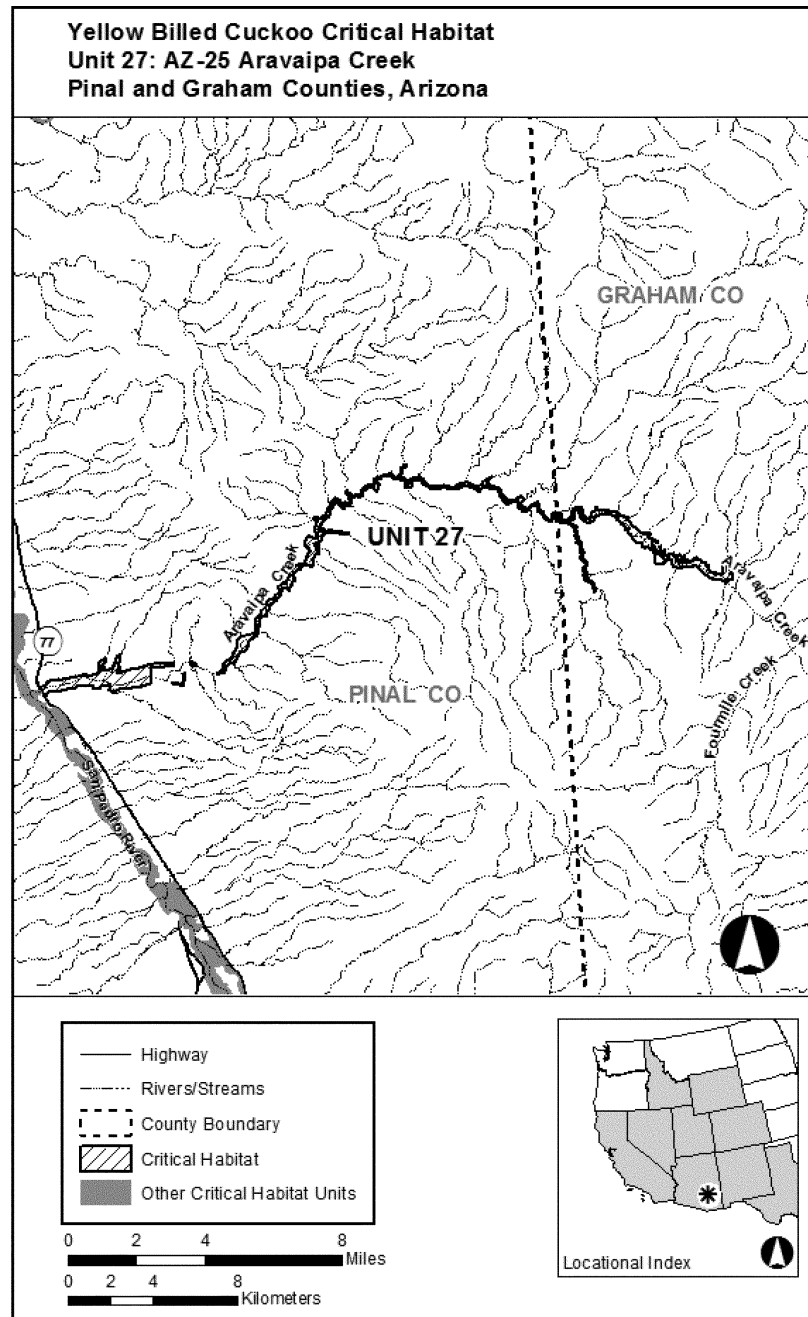 Yellow Billed Cuckoo Critical Habitat
Unit 27: AZ-25 Aravaipa Creek
Pinal and Graham Counties, Arizona
GRAHAM CO
UNIT 27
Aravaipa Creek
Aravaipa Creek
77
PINAL CO
Fourmile Creek
San Pedro River
Highway
Rivers/Streams
County Boundary
Critical Habitat
Other Critical Habitat Units
0 2 4 8
Miles
0 2 4 8
Kilometers
Locational Index